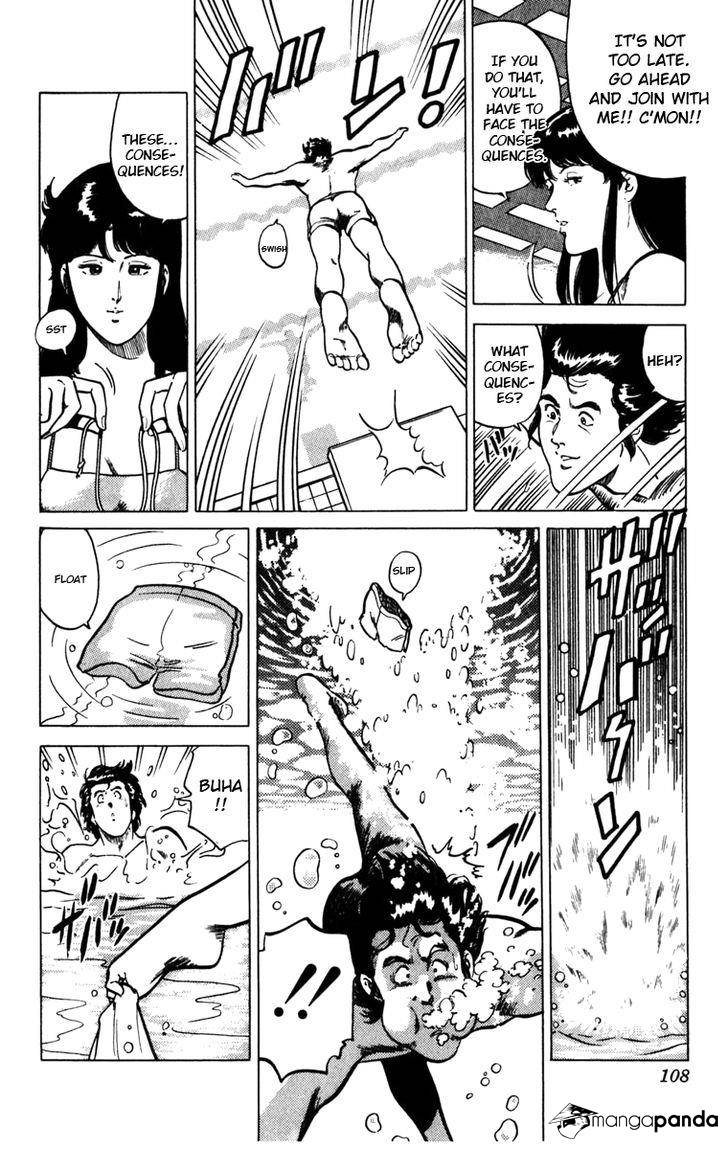 IT'S NOT
TOO LATE.
GO AHEAD
AND JOIN WITH
ME!! C'MON!!
IF YOU
DO THAT,
YOU'LL
HAVE TO
FACE THE
CONSE-
QUENCES.
HEH?
WHAT
CONSE-
QUENC-
ES?
バン!
SWISH
THESE...
CONSE-
QUENCES!
SST
SLIP
!!
FLOAT
BUHA
!!
108
mangapanda